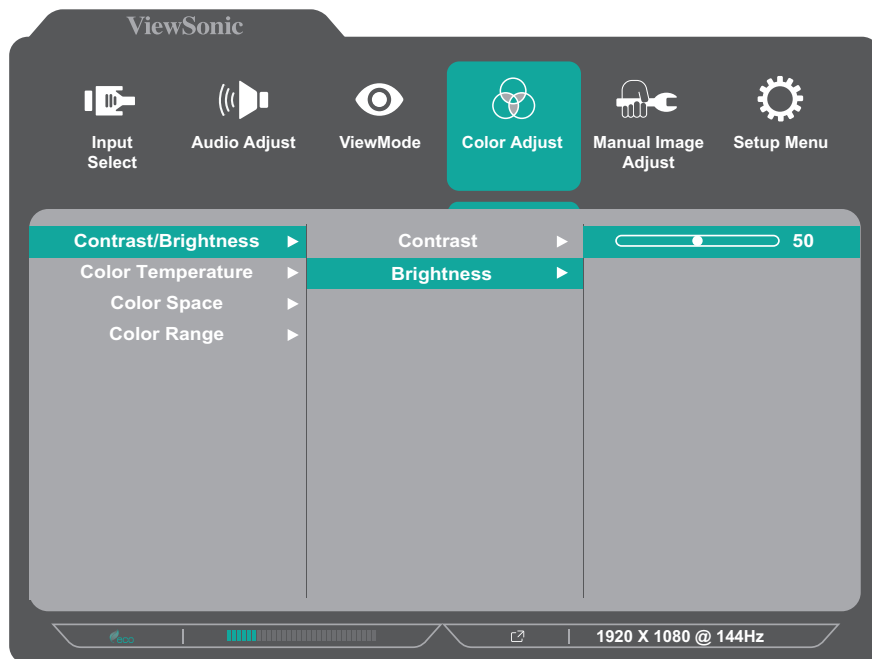 ViewSonic
Input
Select
Audio Adjust
ViewMode
Color Adjust
Manual Image
Adjust
Setup Menu
Contrast/Brightness
Contrast
50
Color Temperature
Brightness
Color Space
Color Range
eco
1920 X 1080 @ 144Hz